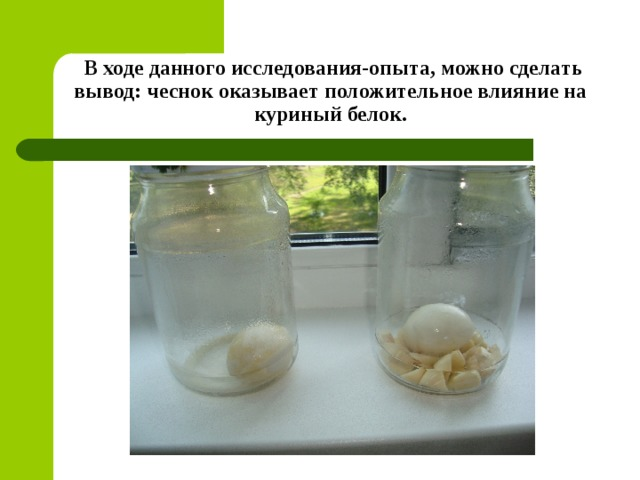 В ходе данного исследования-опыта, можно сделать
вывод: чеснок оказывает положительное влияние на
куриный белок.